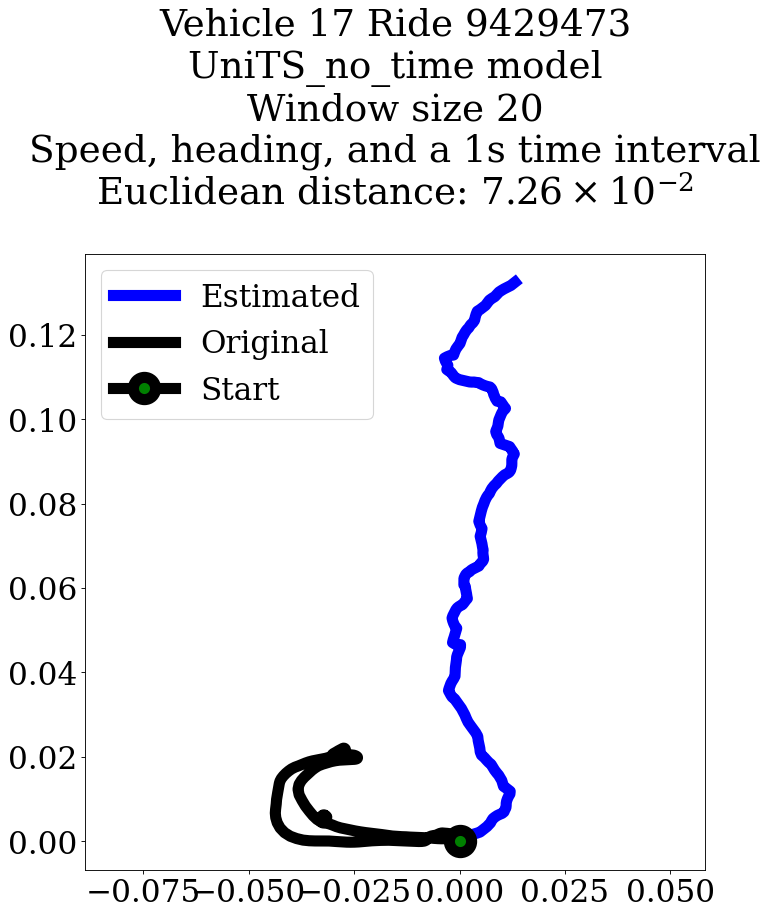 Vehicle 17 Ride 9429473
UniTS_no_time model
Window size 20
Speed, heading, and a 1s time interval
Euclidean distance: 7.26 × 10⁻²
Estimated
Original
Start
0.12
0.10
0.08
0.06
0.04
0.02
0.00
−0.075 −0.050 −0.025 0.000 0.025 0.050